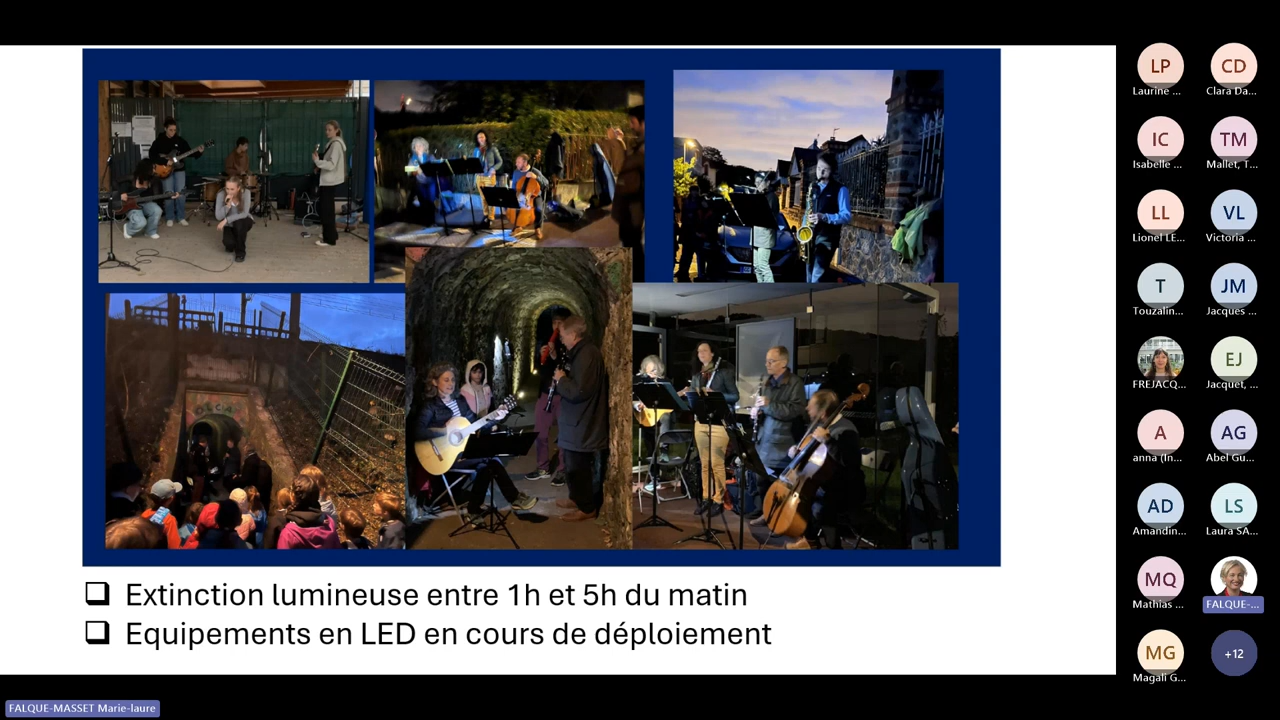 Extinction lumineuse entre 1h et 5h du matin
Equipements en LED en cours de déploiement
LP
Laurine ...
CD
Clara Da...
IC
Isabelle ...
TM
Mallet, T...
LL
Lionel LE...
VL
Victoria ...
T
Touzalin...
JM
Jacques ...
FREJACQ...
EJ
Jacquet, ...
A
anna (In...
AG
Abel Gu...
AD
Amandin...
LS
Laura SA...
MQ
Mathias ...
FALQUE-...
MG
Magali G...
+12
FALQUE-MASSET Marie-laure